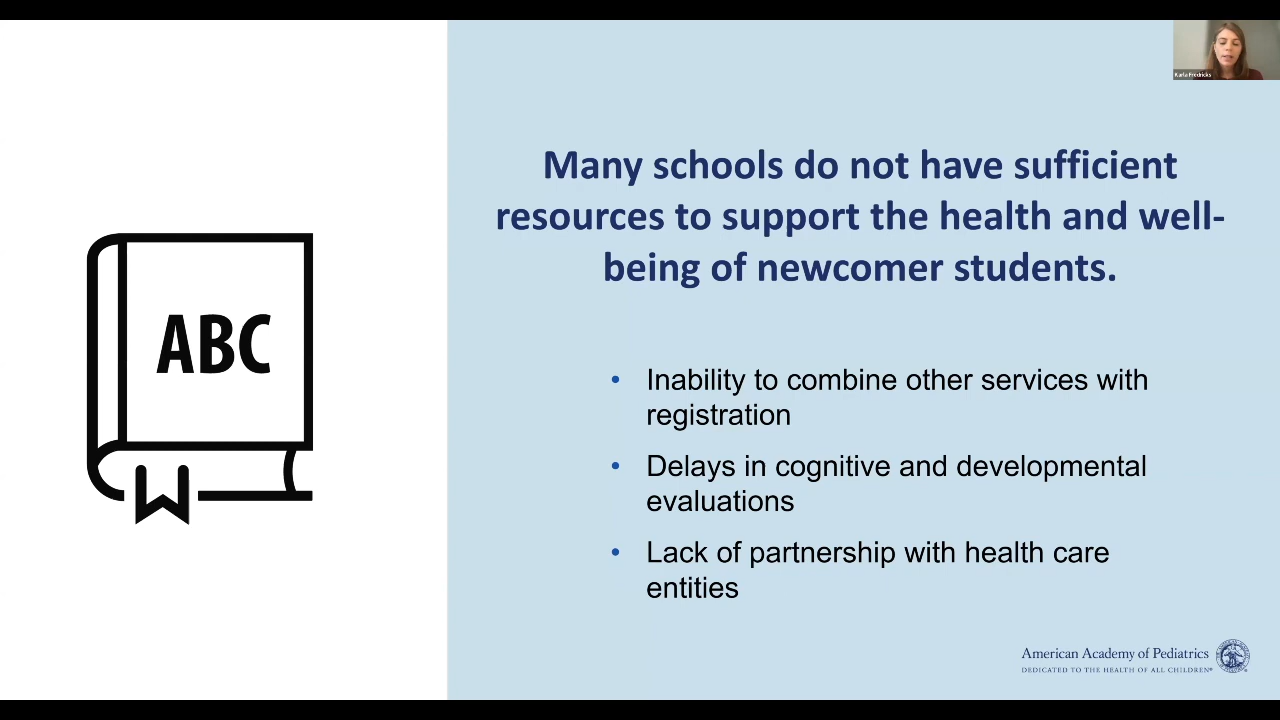 Karla Fredricks
Many schools do not have sufficient
resources to support the health and well-
being of newcomer students.
ABC
• Inability to combine other services with
registration
• Delays in cognitive and developmental
evaluations
• Lack of partnership with health care
entities
American Academy of Pediatrics
DEDICATED TO THE HEALTH OF ALL CHILDREN®